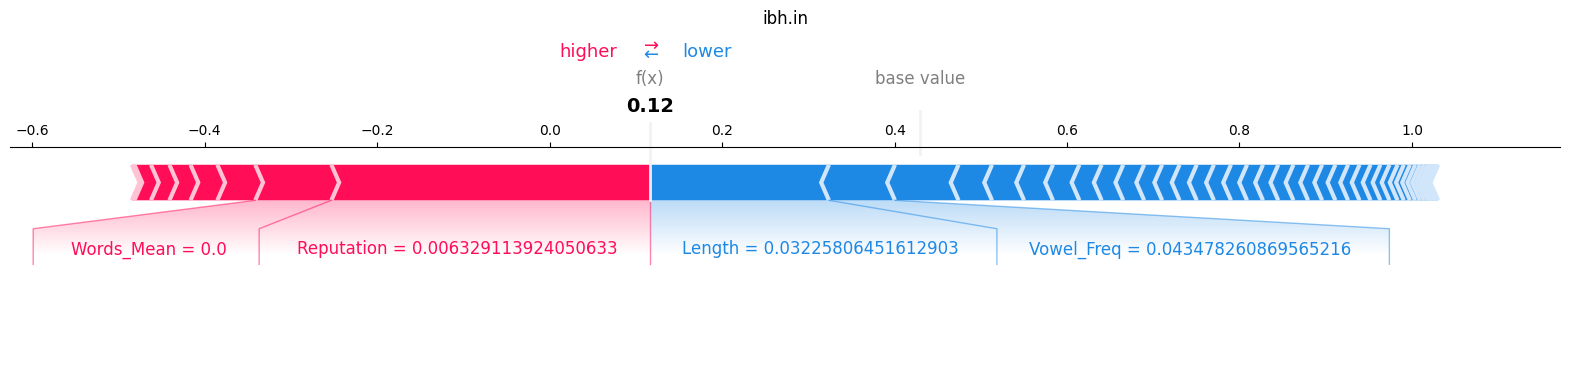 ibh.in
higher → lower
←
f(x) base value
0.12
−0.6 −0.4 −0.2 0.0 0.2 0.4 0.6 0.8 1.0
Words_Mean = 0.0 Reputation = 0.006329113924050633 Length = 0.03225806451612903 Vowel_Freq = 0.043478260869565216